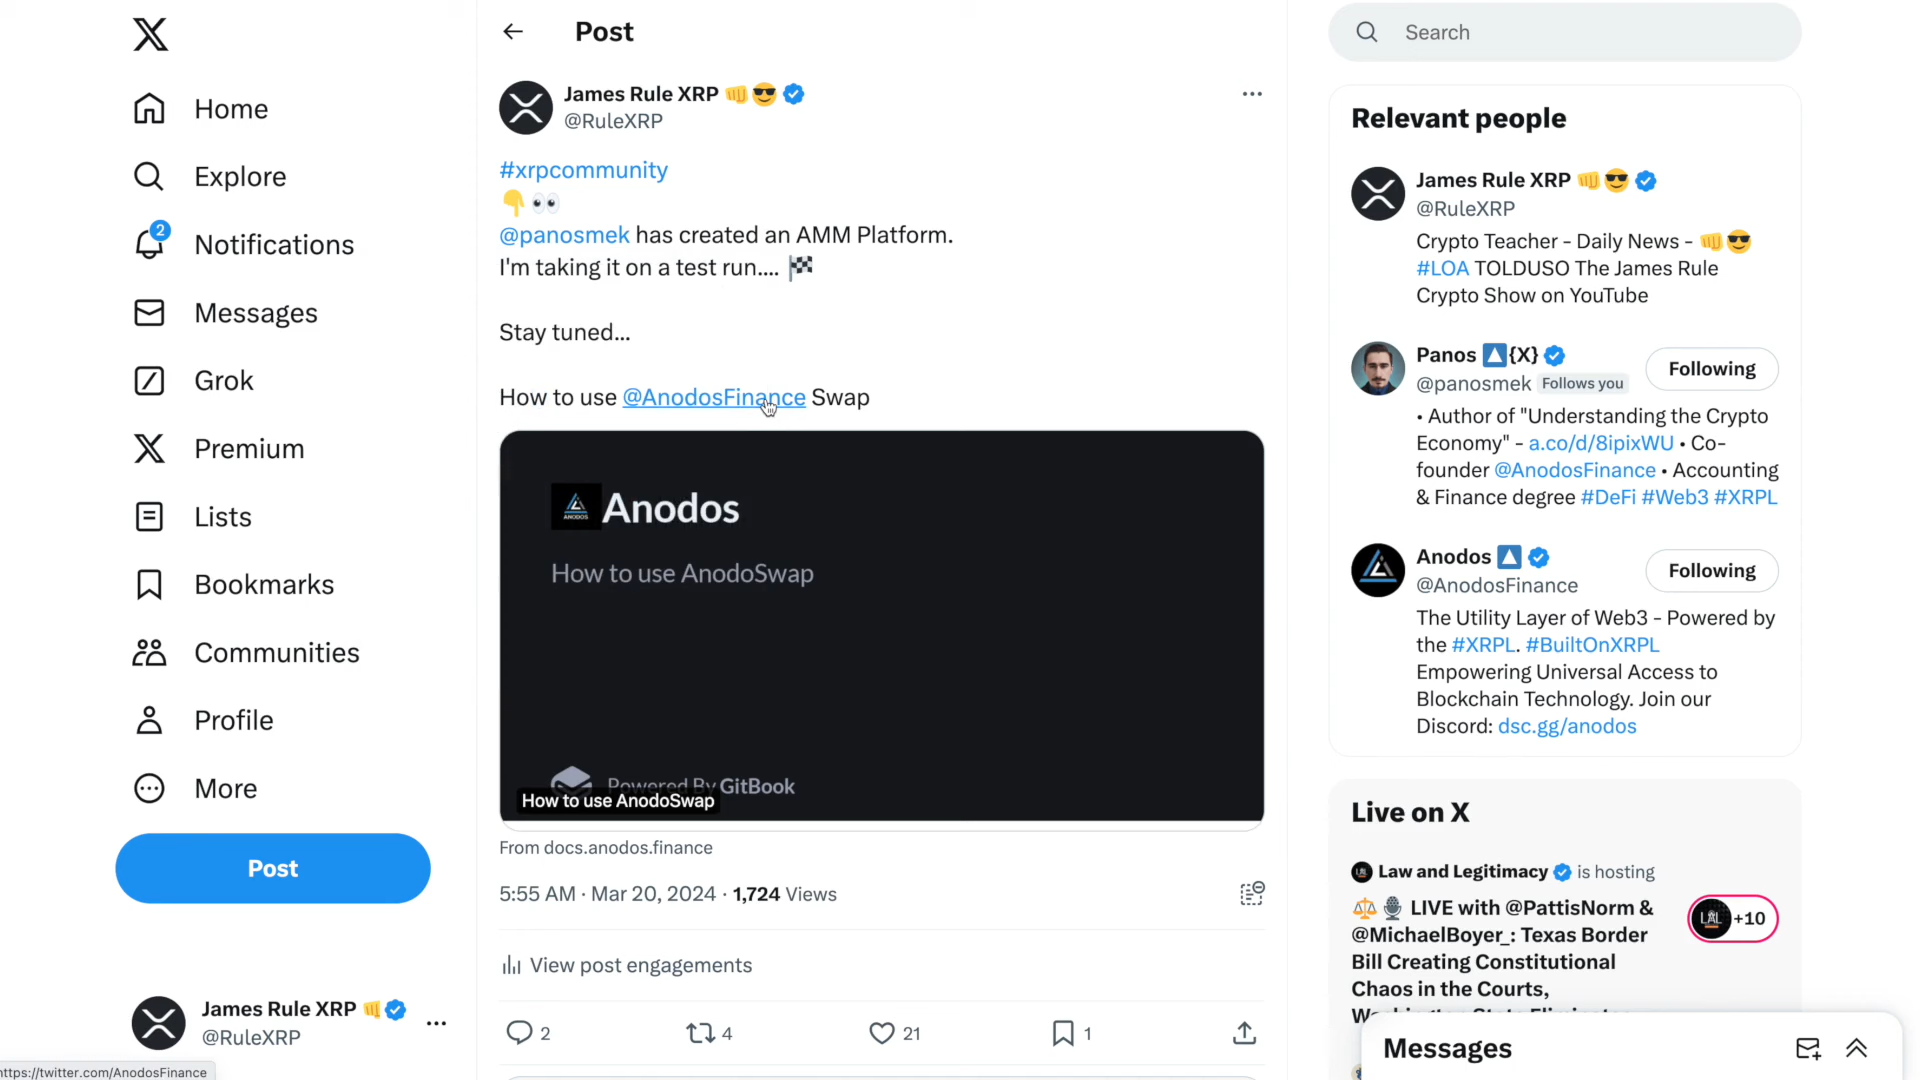 Home
Explore
2
Notifications
Messages
Grok
Premium
Lists
Bookmarks
Communities
Profile
More
Post
James Rule XRP
@RuleXRP
https://twitter.com/AnodosFinance
Post
James Rule XRP
@RuleXRP
#xrpcommunity
@panosmek has created an AMM Platform.
I'm taking it on a test run....
Stay tuned...
How to use @AnodosFinance Swap
ANODOS
Anodos
How to use AnodoSwap
Powered By GitBook
How to use AnodoSwap
From docs.anodos.finance
5:55 AM · Mar 20, 2024 · 1,724 Views
View post engagements
2
4
21
1
Search
Relevant people
James Rule XRP
@RuleXRP
Crypto Teacher - Daily News -
#LOA TOLDUSO The James Rule
Crypto Show on YouTube
Panos {X}
Following
@panosmek Follows you
• Author of "Understanding the Crypto
Economy" - a.co/d/8ipixWU • Co-
founder @AnodosFinance • Accounting
& Finance degree #DeFi #Web3 #XRPL
Anodos
Following
@AnodosFinance
The Utility Layer of Web3 - Powered by
the #XRPL. #BuiltOnXRPL
Empowering Universal Access to
Blockchain Technology. Join our
Discord: dsc.gg/anodos
Live on X
Law and Legitimacy is hosting
LIVE with @PattisNorm &
@MichaelBoyer_: Texas Border
Bill Creating Constitutional
Chaos in the Courts,
LAL +10
Messages